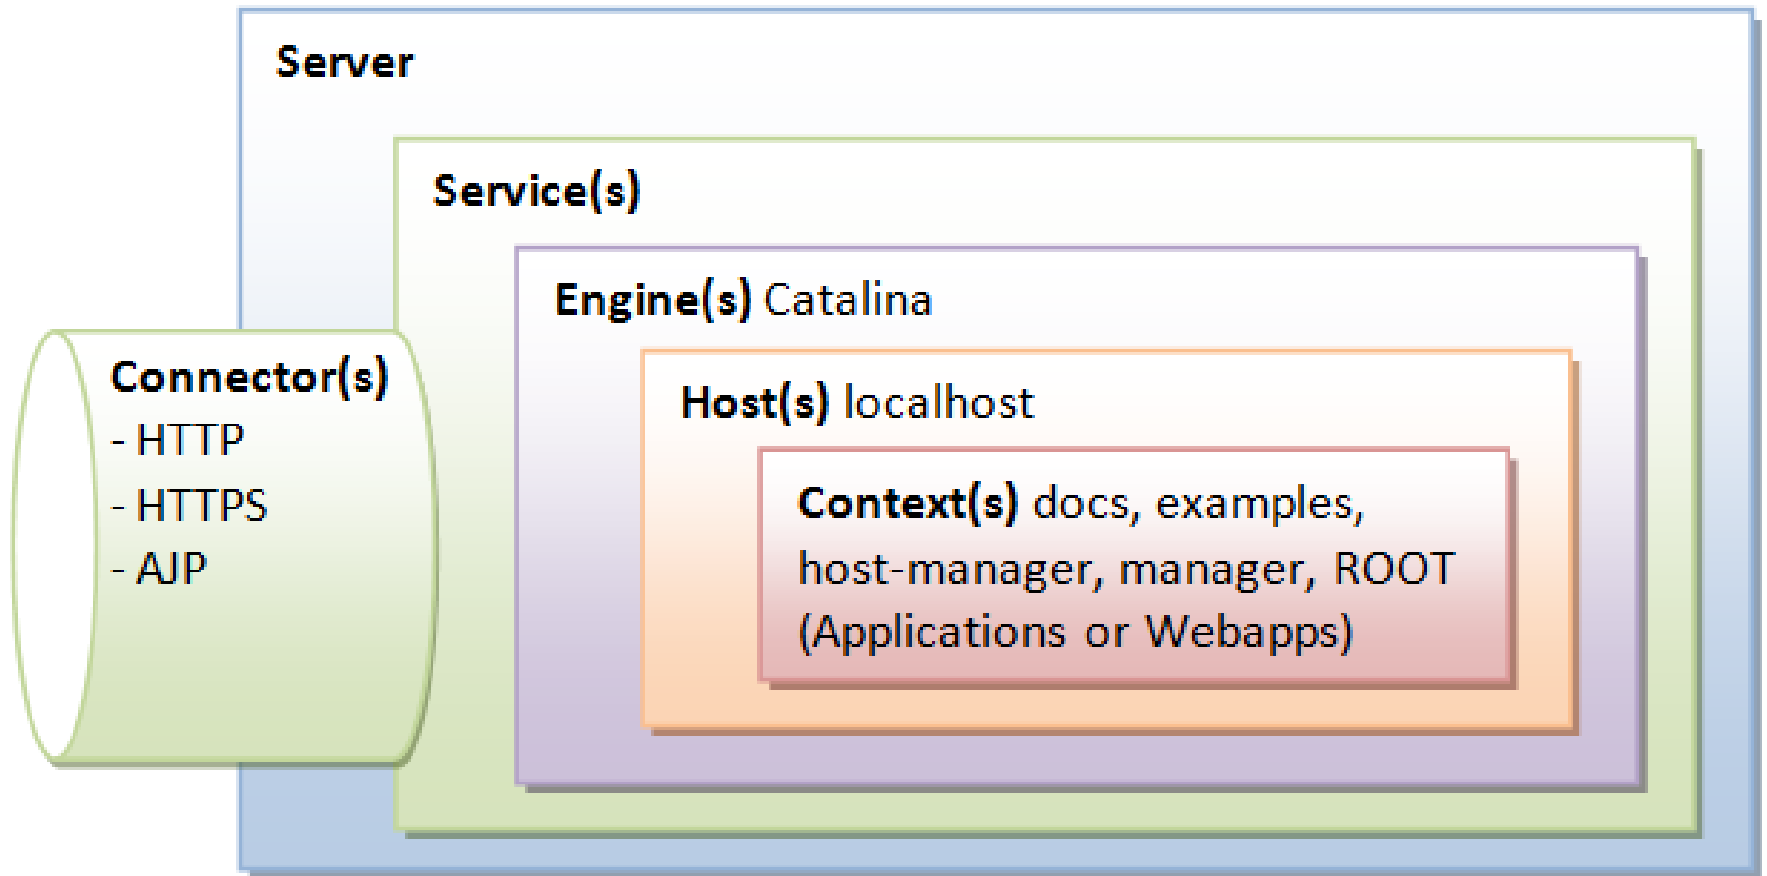 Server
Service(s)
Engine(s) Catalina
Host(s) localhost
Connector(s)
- HTTP
- HTTPS
- AJP
Context(s) docs, examples,
host-manager, manager, ROOT
(Applications or Webapps)